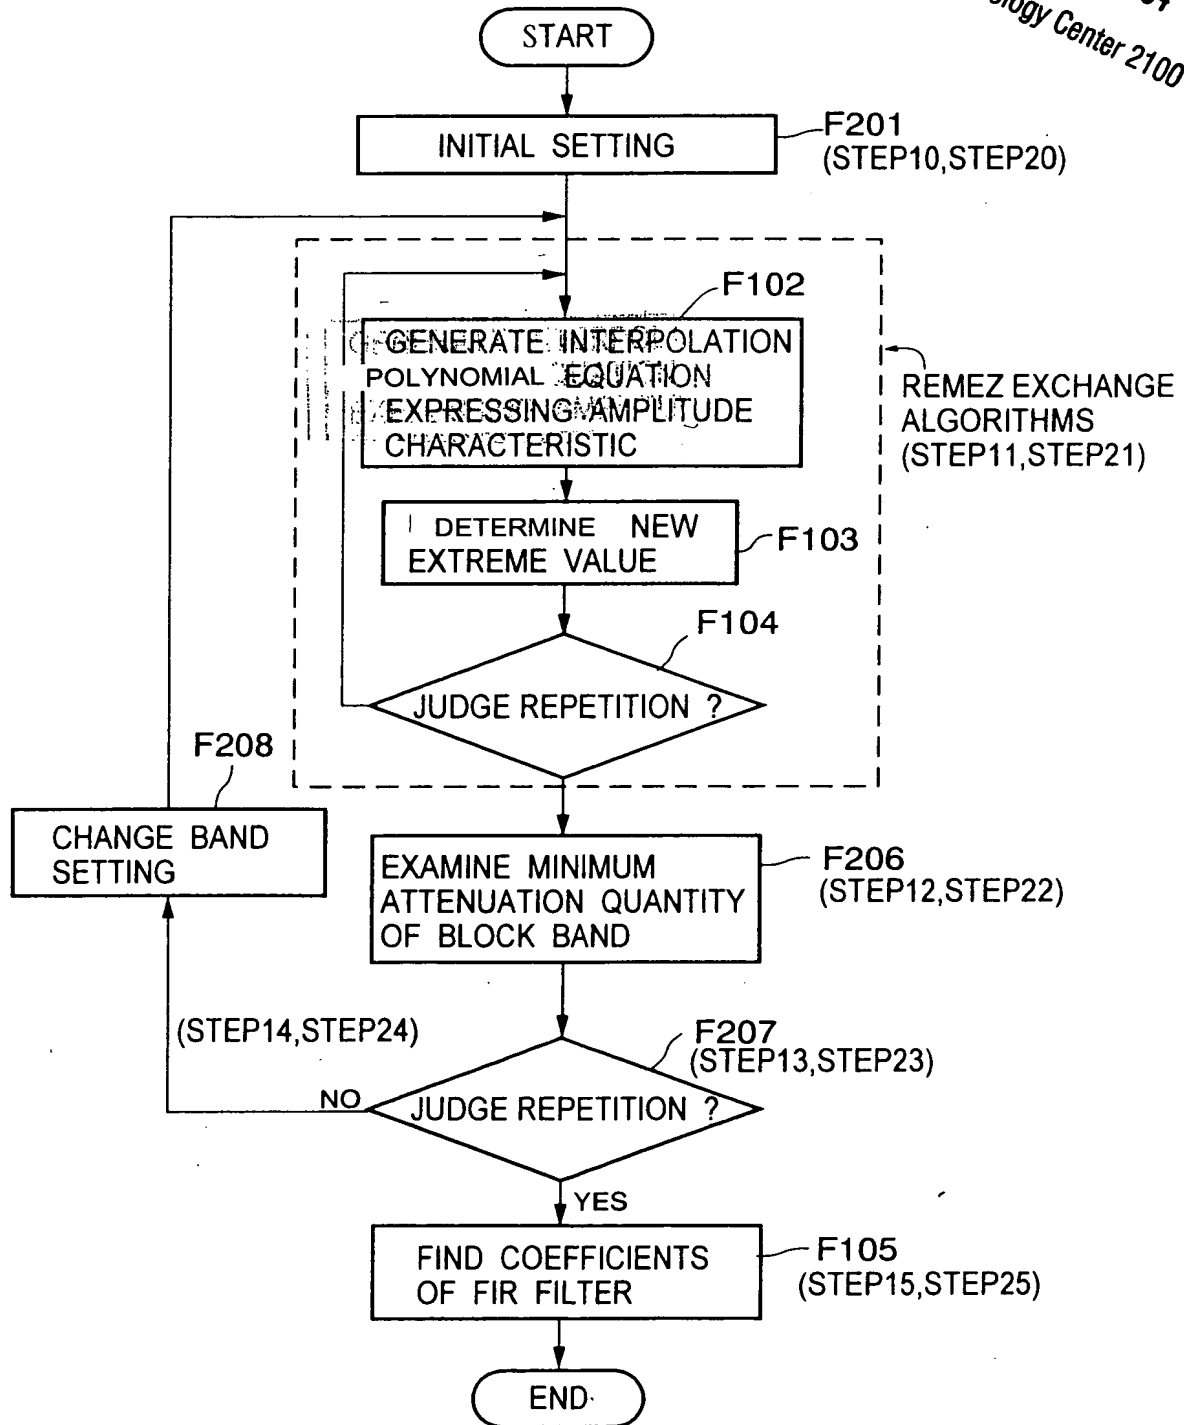 ology Center 2100
START
INITIAL SETTING
F201
(STEP10,STEP20)
F102
GENERATE INTERPOLATION
POLYNOMIAL EQUATION
EXPRESSING AMPLITUDE
CHARACTERISTIC
REMEZ EXCHANGE
ALGORITHMS
(STEP11,STEP21)
DETERMINE NEW
EXTREME VALUE
F103
F104
JUDGE REPETITION ?
F208
CHANGE BAND
SETTING
EXAMINE MINIMUM
ATTENUATION QUANTITY
OF BLOCK BAND
F206
(STEP12,STEP22)
(STEP14,STEP24)
F207
(STEP13,STEP23)
NO
JUDGE REPETITION ?
YES
FIND COEFFICIENTS
OF FIR FILTER
F105
(STEP15,STEP25)
END